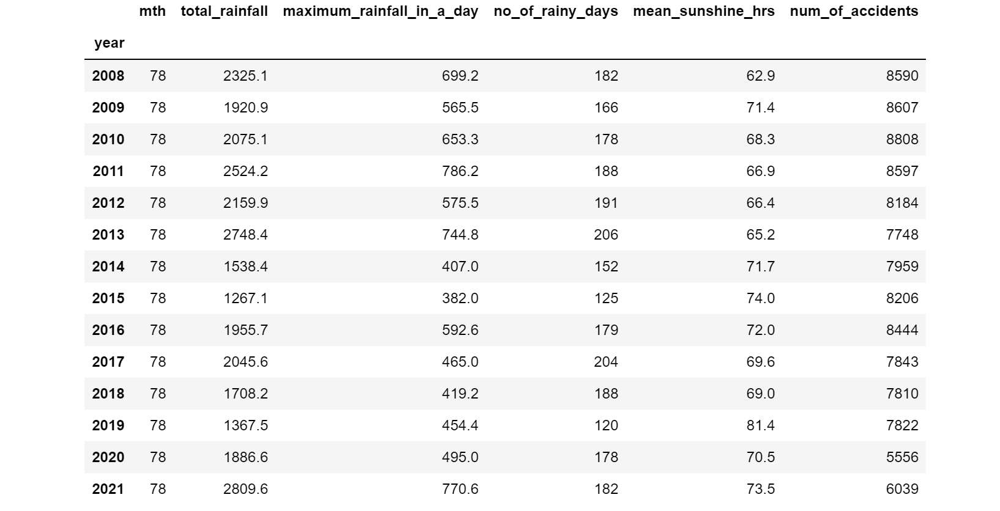 mth total_rainfall maximum_rainfall_in_a_day no_of_rainy_days mean_sunshine_hrs num_of_accidents
year
2008 78 2325.1 699.2 182 62.9 8590
2009 78 1920.9 565.5 166 71.4 8607
2010 78 2075.1 653.3 178 68.3 8808
2011 78 2524.2 786.2 188 66.9 8597
2012 78 2159.9 575.5 191 66.4 8184
2013 78 2748.4 744.8 206 65.2 7748
2014 78 1538.4 407.0 152 71.7 7959
2015 78 1267.1 382.0 125 74.0 8206
2016 78 1955.7 592.6 179 72.0 8444
2017 78 2045.6 465.0 204 69.6 7843
2018 78 1708.2 419.2 188 69.0 7810
2019 78 1367.5 454.4 120 81.4 7822
2020 78 1886.6 495.0 178 70.5 5556
2021 78 2809.6 770.6 182 73.5 6039